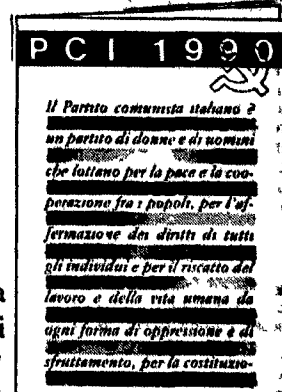 PCI 1990
Il Partito comunista italiano è
un partito di donne e di uomini
che lottano per la pace e la coo-
perazione fra i popoli, per l'af-
fermazione dei diritti di tutti
gli individui e per il riscatto del
lavoro e della vita umana da
ogni forma di oppressione e di
sfruttamento, per la costituzio-